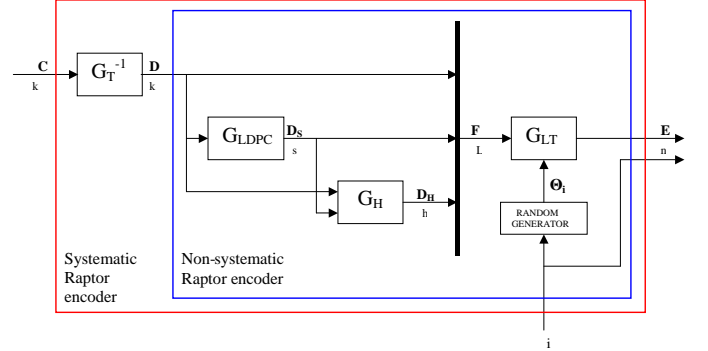 C
k
G_T^-1
D
k
G_LDPC
D_S
s
G_H
D_H
h
F
L
G_LT
E
n
Θ_i
RANDOM
GENERATOR
Systematic
Raptor
encoder
Non-systematic
Raptor encoder
i